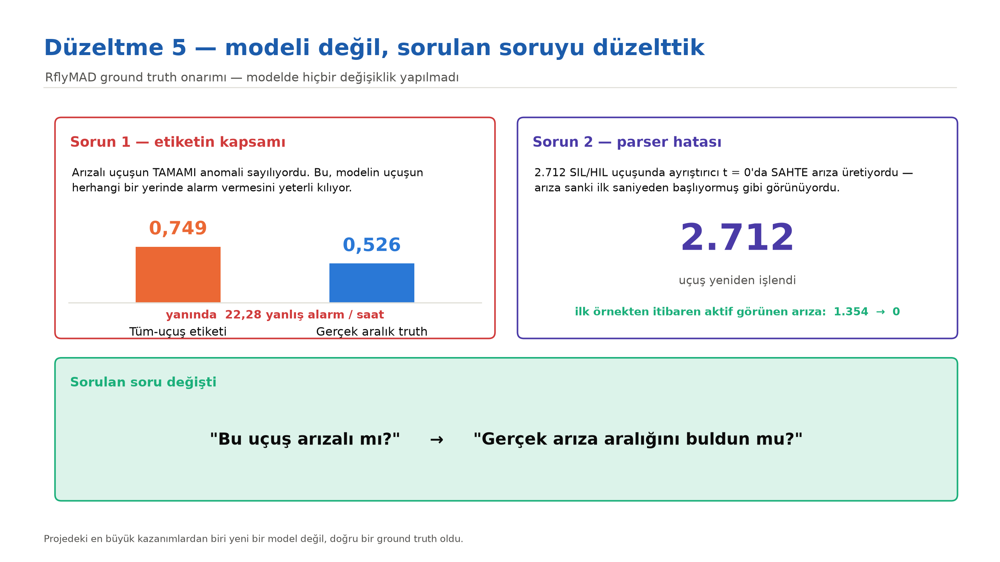 Düzeltme 5 — modeli değil, sorulan soruyu düzelttik
RflyMAD ground truth onarımı — modelde hiçbir değişiklik yapılmadı
Sorun 1 — etiketin kapsamı
Arızalı uçuşun TAMAMI anomali sayılıyordu. Bu, modelin uçuşun
herhangi bir yerinde alarm vermesini yeterli kılıyor.
0,749
0,526
yanında  22,28 yanlış alarm / saat
Tüm-uçuş etiketi
Gerçek aralık truth
Sorun 2 — parser hatası
2.712 SIL/HIL uçuşunda ayrıştırıcı t = 0'da SAHTE arıza üretiyordu —
arıza sanki ilk saniyeden başlıyormuş gibi görünüyordu.
2.712
uçuş yeniden işlendi
ilk örnekten itibaren aktif görünen arıza:  1.354  →  0
Sorulan soru değişti
"Bu uçuş arızalı mı?"  →  "Gerçek arıza aralığını buldun mu?"
Projedeki en büyük kazanımlardan biri yeni bir model değil, doğru bir ground truth oldu.